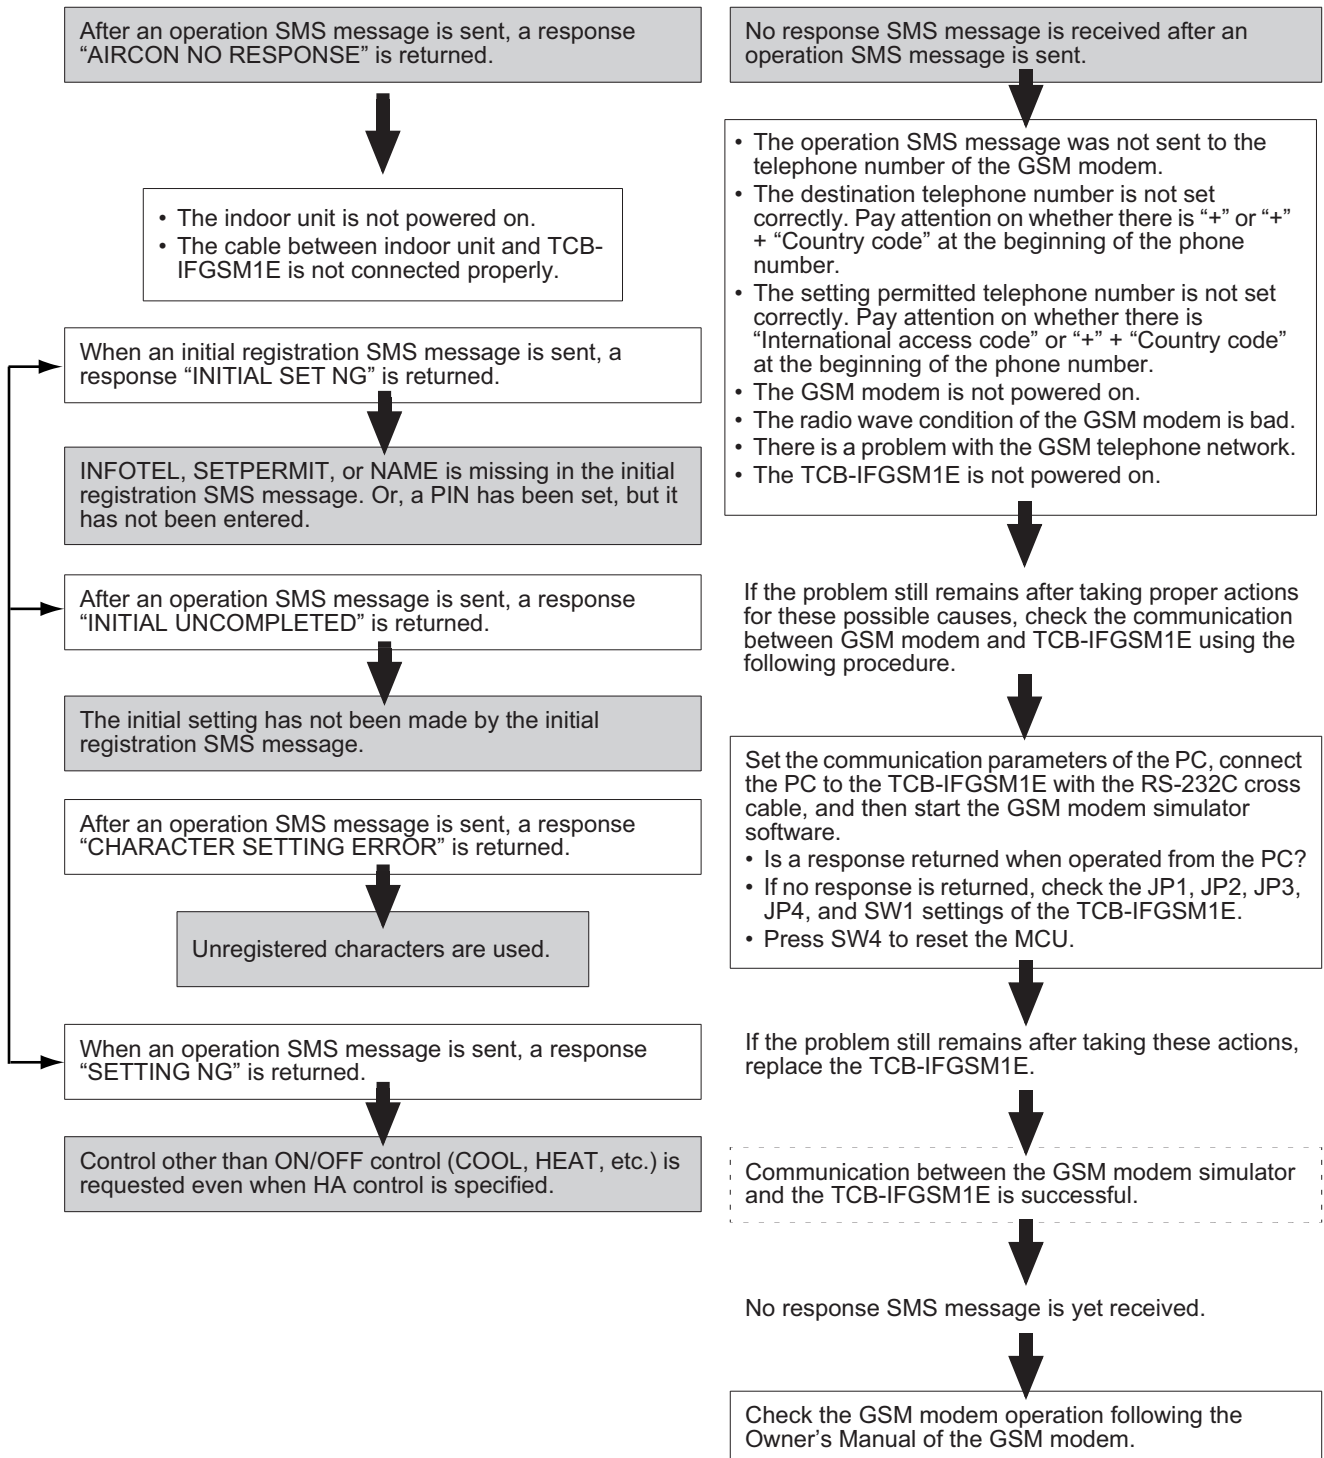 After an operation SMS message is sent, a response
“AIRCON NO RESPONSE” is returned.
• The indoor unit is not powered on.
• The cable between indoor unit and TCB-
IFGSM1E is not connected properly.
When an initial registration SMS message is sent, a
response “INITIAL SET NG” is returned.
INFOTEL, SETPERMIT, or NAME is missing in the initial
registration SMS message. Or, a PIN has been set, but it
has not been entered.
After an operation SMS message is sent, a response
“INITIAL UNCOMPLETED” is returned.
The initial setting has not been made by the initial
registration SMS message.
After an operation SMS message is sent, a response
“CHARACTER SETTING ERROR” is returned.
Unregistered characters are used.
When an operation SMS message is sent, a response
“SETTING NG” is returned.
Control other than ON/OFF control (COOL, HEAT, etc.) is
requested even when HA control is specified.
No response SMS message is received after an
operation SMS message is sent.
• The operation SMS message was not sent to the
telephone number of the GSM modem.
• The destination telephone number is not set
correctly. Pay attention on whether there is “+” or “+”
+ “Country code” at the beginning of the phone
number.
• The setting permitted telephone number is not set
correctly. Pay attention on whether there is
“International access code” or “+” + “Country code”
at the beginning of the phone number.
• The GSM modem is not powered on.
• The radio wave condition of the GSM modem is bad.
• There is a problem with the GSM telephone network.
• The TCB-IFGSM1E is not powered on.
If the problem still remains after taking proper actions
for these possible causes, check the communication
between GSM modem and TCB-IFGSM1E using the
following procedure.
Set the communication parameters of the PC, connect
the PC to the TCB-IFGSM1E with the RS-232C cross
cable, and then start the GSM modem simulator
software.
• Is a response returned when operated from the PC?
• If no response is returned, check the JP1, JP2, JP3,
JP4, and SW1 settings of the TCB-IFGSM1E.
• Press SW4 to reset the MCU.
If the problem still remains after taking these actions,
replace the TCB-IFGSM1E.
Communication between the GSM modem simulator
and the TCB-IFGSM1E is successful.
No response SMS message is yet received.
Check the GSM modem operation following the
Owner’s Manual of the GSM modem.